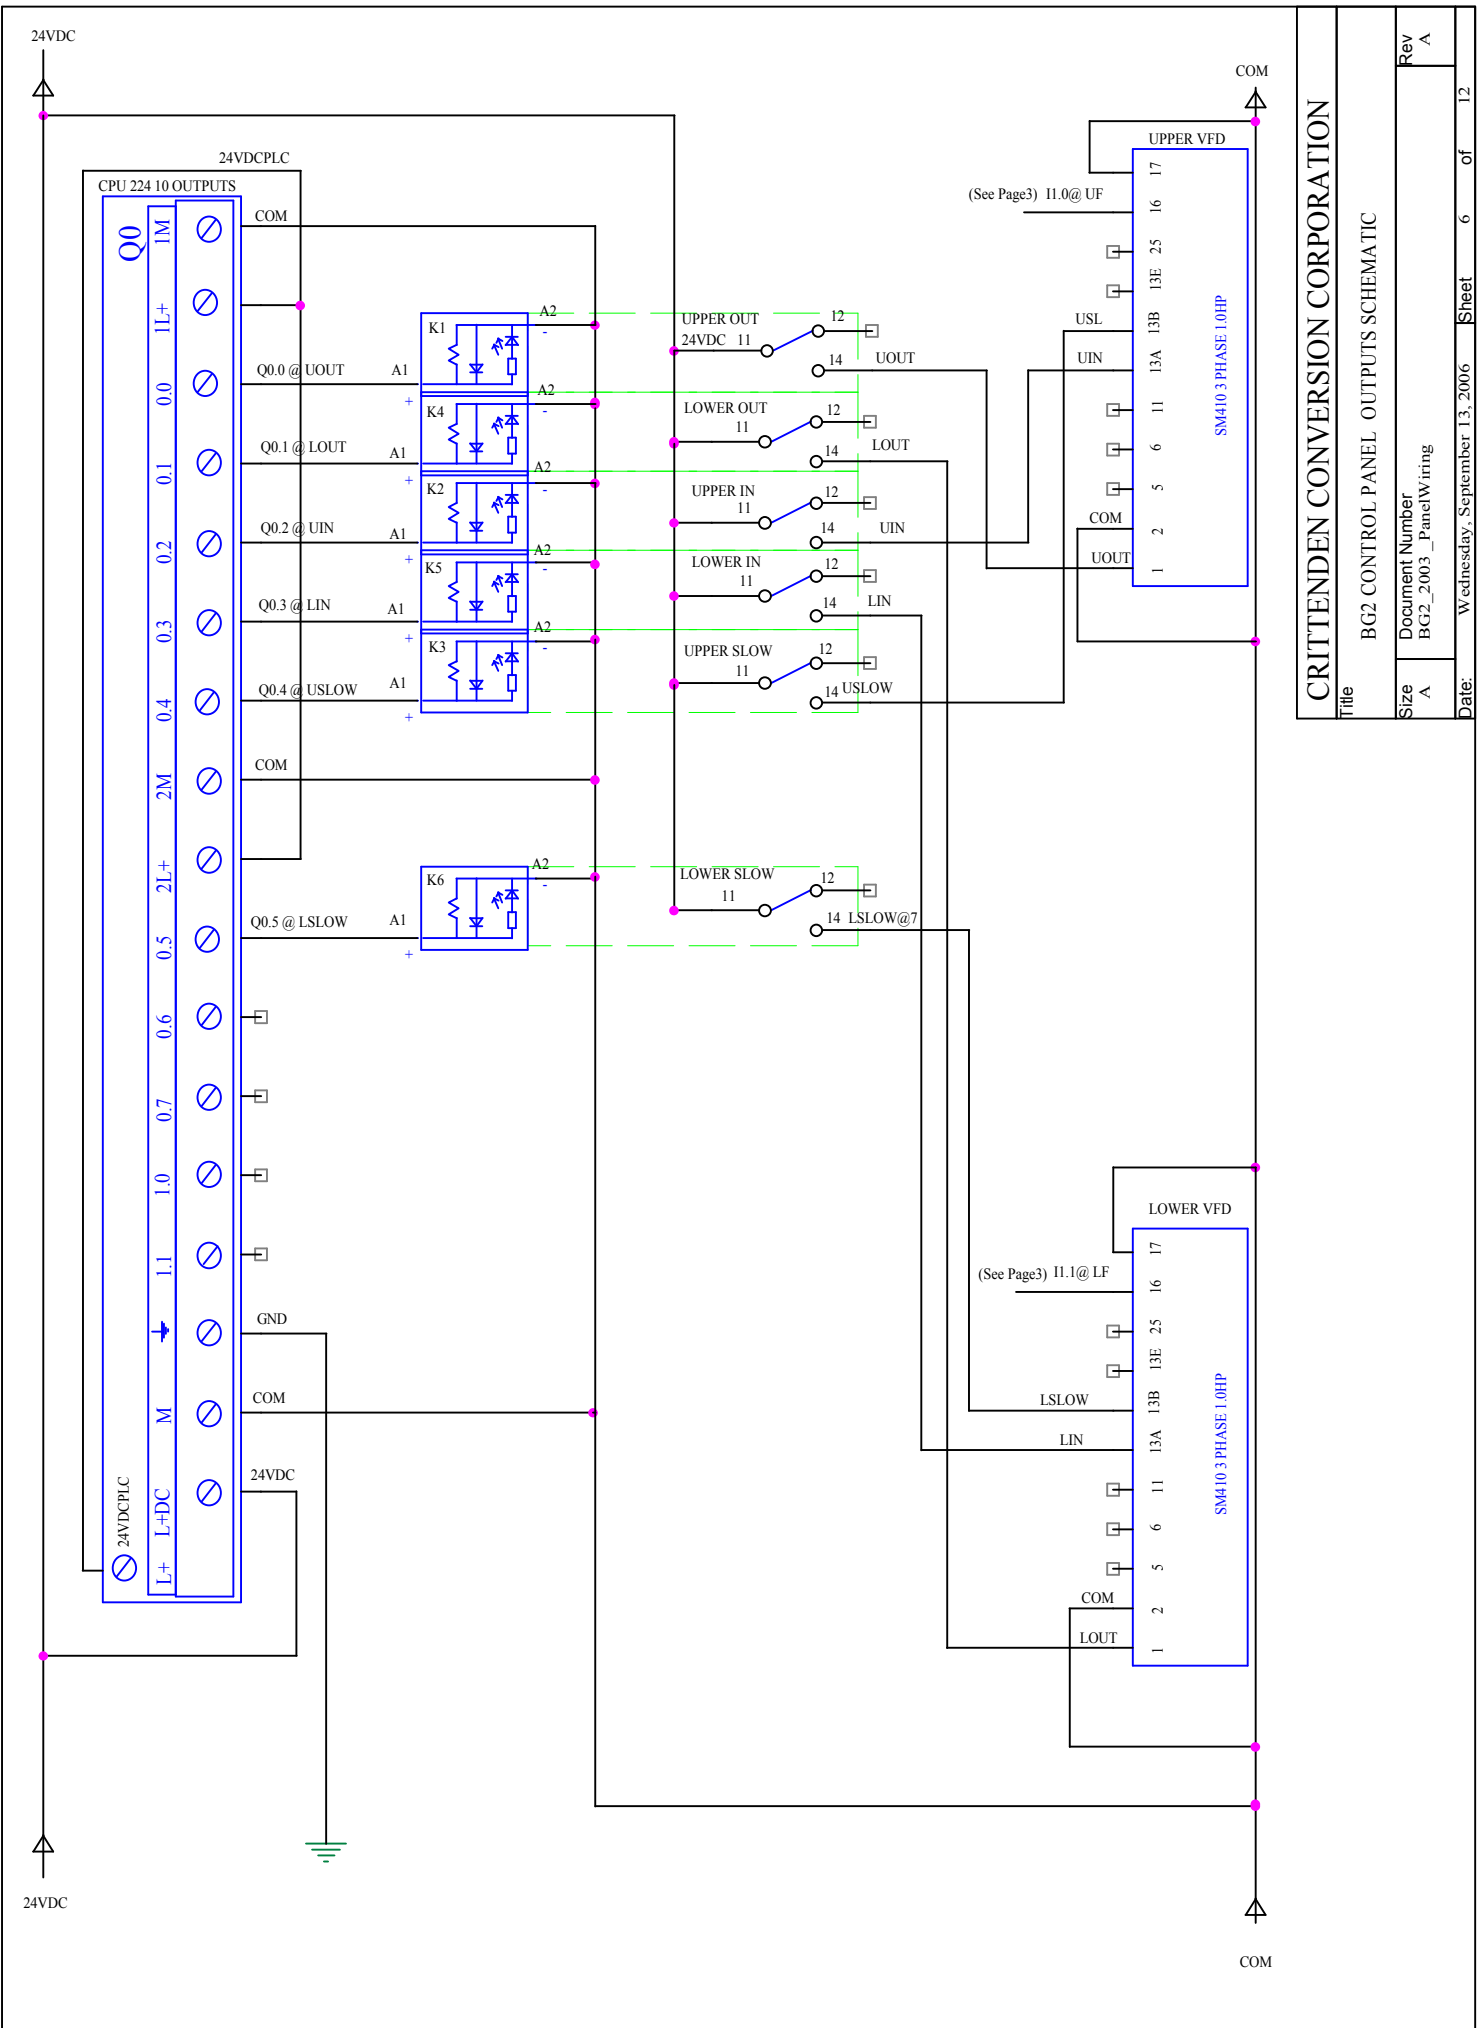 24VDC
24VDCPLC
CPU 224 10 OUTPUTS
Q0
1M
COM
1L+
0.0
Q0.0 @ UOUT
A1
+
0.1
Q0.1 @ LOUT
A1
+
0.2
Q0.2 @ UIN
A1
+
0.3
Q0.3 @ LIN
A1
+
0.4
Q0.4 @ USLOW
A1
+
2M
COM
2L+
0.5
Q0.5 @ LSLOW
A1
+
0.6
0.7
1.0
1.1
GND
M
COM
L+DC
24VDC
L+
24VDCPLC
24VDC
K1
A2
-
K4
A2
-
K2
A2
-
K5
A2
-
K3
A2
-
K6
A2
-
UPPER OUT
24VDC 11
12
14
UOUT
LOWER OUT
11
12
14
LOUT
UPPER IN
11
12
14
UIN
LOWER IN
11
12
14
LIN
UPPER SLOW
11
12
14 USLOW
LOWER SLOW
11
12
14 LSLOW@7
COM
UPPER VFD
17
(See Page3) I1.0@ UF
16
25
13E
USL
13B
UIN
13A
11
6
5
COM
2
UOUT
1
SM410 3 PHASE 1.0HP
LOWER VFD
17
(See Page3) I1.1@ LF
16
25
13E
LSLOW
13B
LIN
13A
11
6
5
COM
2
LOUT
1
SM410 3 PHASE 1.0HP
COM
CRITTENDEN CONVERSION CORPORATION
Title
BG2 CONTROL PANEL OUTPUTS SCHEMATIC
Size
A
Document Number
BG2_2003 _PanelWiring
Rev
A
Date:
Wednesday, September 13, 2006
Sheet
6
of
12